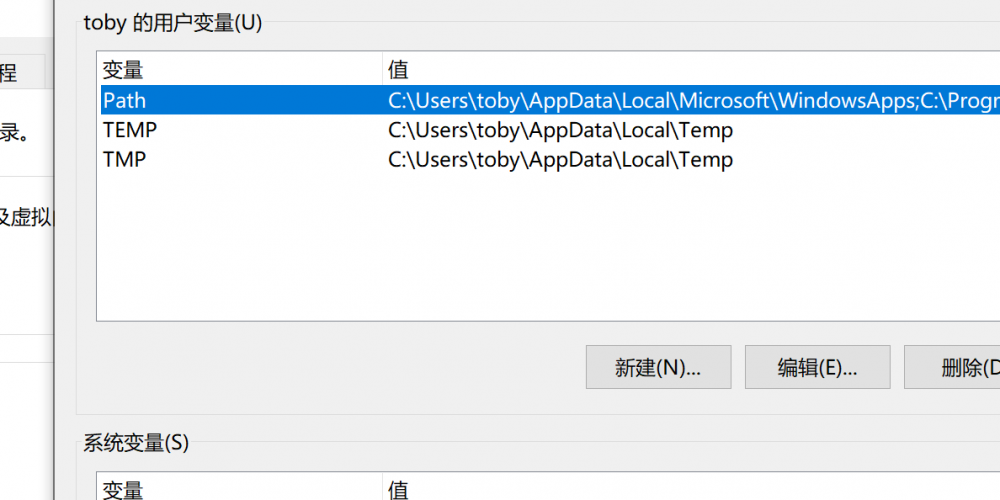 toby 的用户变量(U)
变量 值
程
Path C:\Users\toby\AppData\Local\Microsoft\WindowsApps;C:\Progr
TEMP C:\Users\toby\AppData\Local\Temp
录。
TMP C:\Users\toby\AppData\Local\Temp
及虚拟
新建(N)... 编辑(E)... 删除(D
系统变量(S)
变量 值